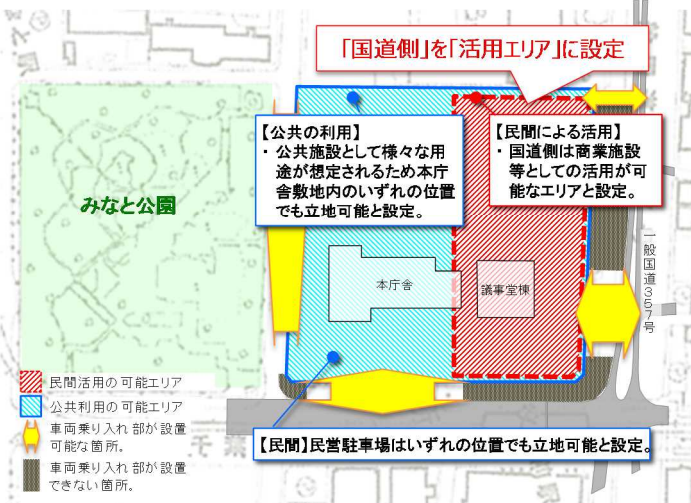 「国道側」を「活用エリア」に設定
【公共の利用】
・ 公共施設として様々な用
途が想定されるため本庁
舎敷地内のいずれの位置
でも立地可能と設定。
【民間による活用】
・ 国道側は商業施設
等としての活用が可
能なエリアと設定。
みなと公園
本庁舎
議事堂棟
一般国道357号
民間活用の可能エリア
公共利用の可能エリア
車両乗り入れ部が設置
可能な箇所。
車両乗り入れ部が設置
できない箇所。
【民間】民営駐車場はいずれの位置でも立地可能と設定。
千葉